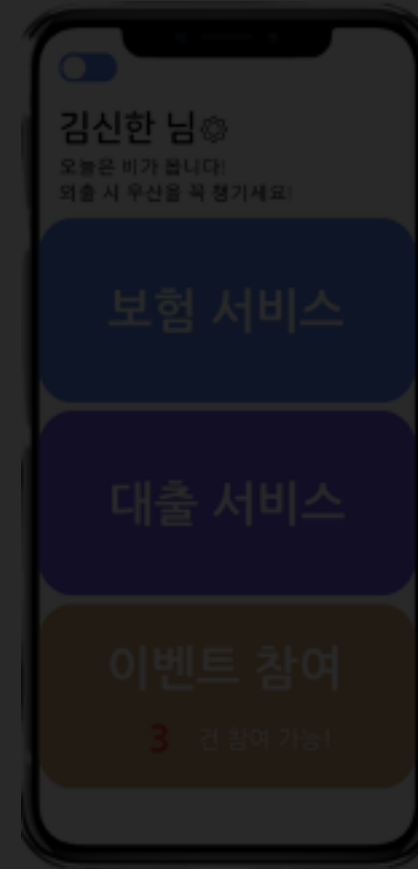 김신한 님
오늘은 비가 옵니다!
외출 시 우산을 꼭 챙기세요!
보험 서비스
대출 서비스
이벤트 참여
3 건 참여 가능!